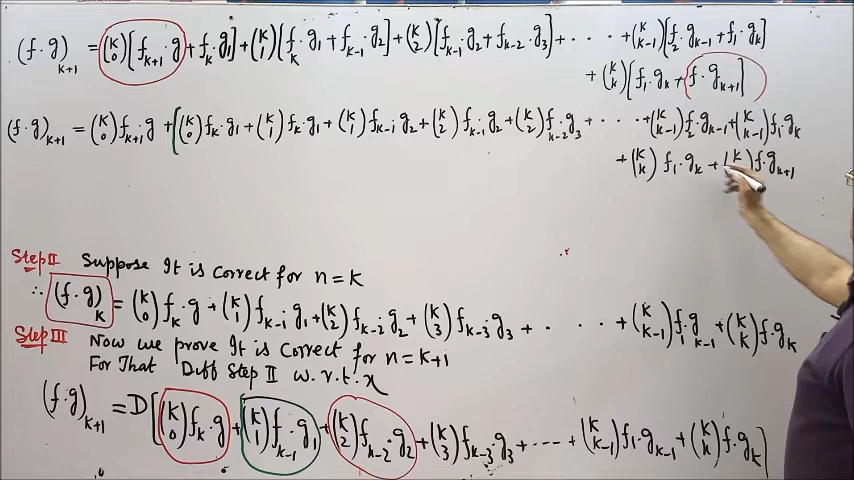 (f·g)_{k+1} = (k 0)[f_{k+1}·g + f_k·g_1] + (k 1)[f_k·g_1 + f_{k-1}·g_2] + (k 2)[f_{k-1}·g_2 + f_{k-2}·g_3] + · · · + (k k-1)[f_2·g_{k-1} + f_1·g_k]
+ (k k)[f_1·g_k + f·g_{k+1}]
(f·g)_{k+1} = (k 0)f_{k+1}·g + [(k 0)f_k·g_1 + (k 1)f_k·g_1 + (k 1)f_{k-1}·g_2 + (k 2)f_{k-1}·g_2 + (k 2)f_{k-2}·g_3 + · · · + (k k-1)f_2·g_{k-1} + (k k-1)f_1·g_k
+ (k k)f_1·g_k + (k )f·g_{k+1}
Step II Suppose It is correct for n = k
∴ (f·g)_k = (k 0)f_k·g + (k 1)f_{k-1}·g_1 + (k 2)f_{k-2}·g_2 + (k 3)f_{k-3}·g_3 + · · · + (k k-1)f_1·g_{k-1} + (k k)f·g_k
Step III Now we prove It is Correct for n = k+1
For That Diff Step II w.r.t. x
(f·g)_{k+1} = D[(k 0)f_k·g + (k 1)f_{k-1}·g_1 + (k 2)f_{k-2}·g_2 + (k 3)f_{k-3}·g_3 + ---- + (k k-1)f_1·g_{k-1} + (k k)f·g_k]